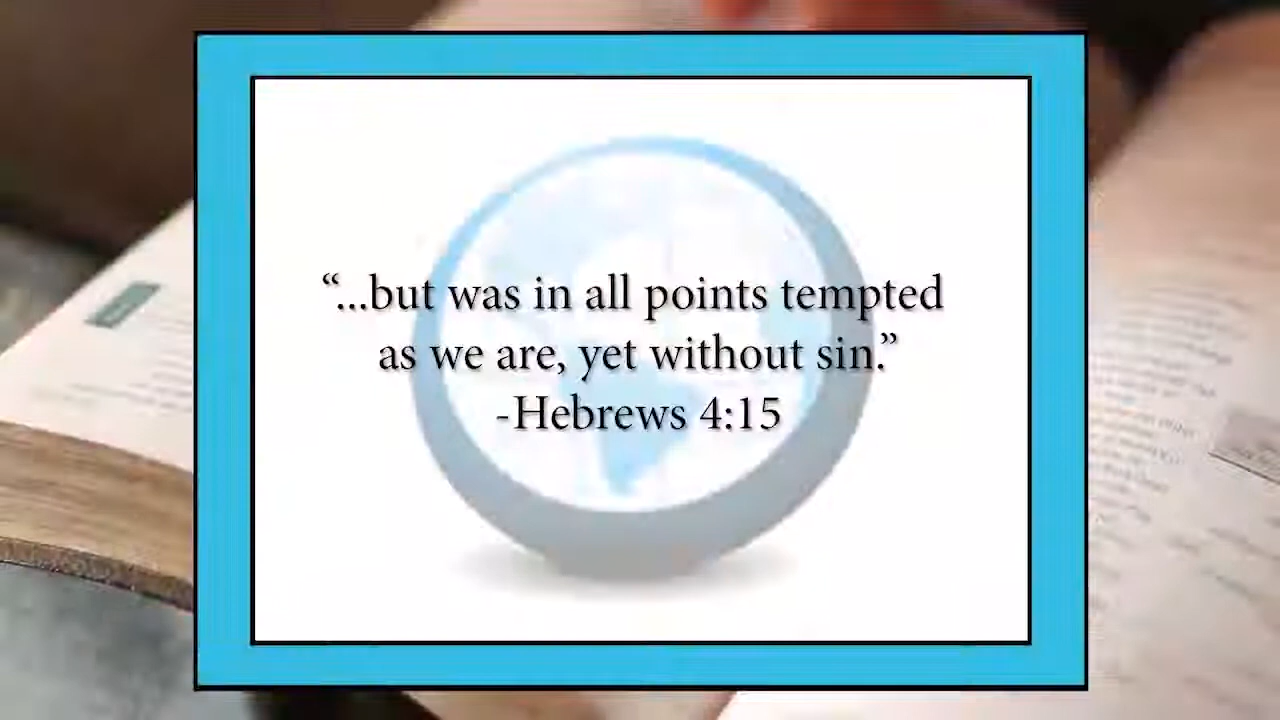 “...but was in all points tempted
as we are, yet without sin.”
-Hebrews 4:15